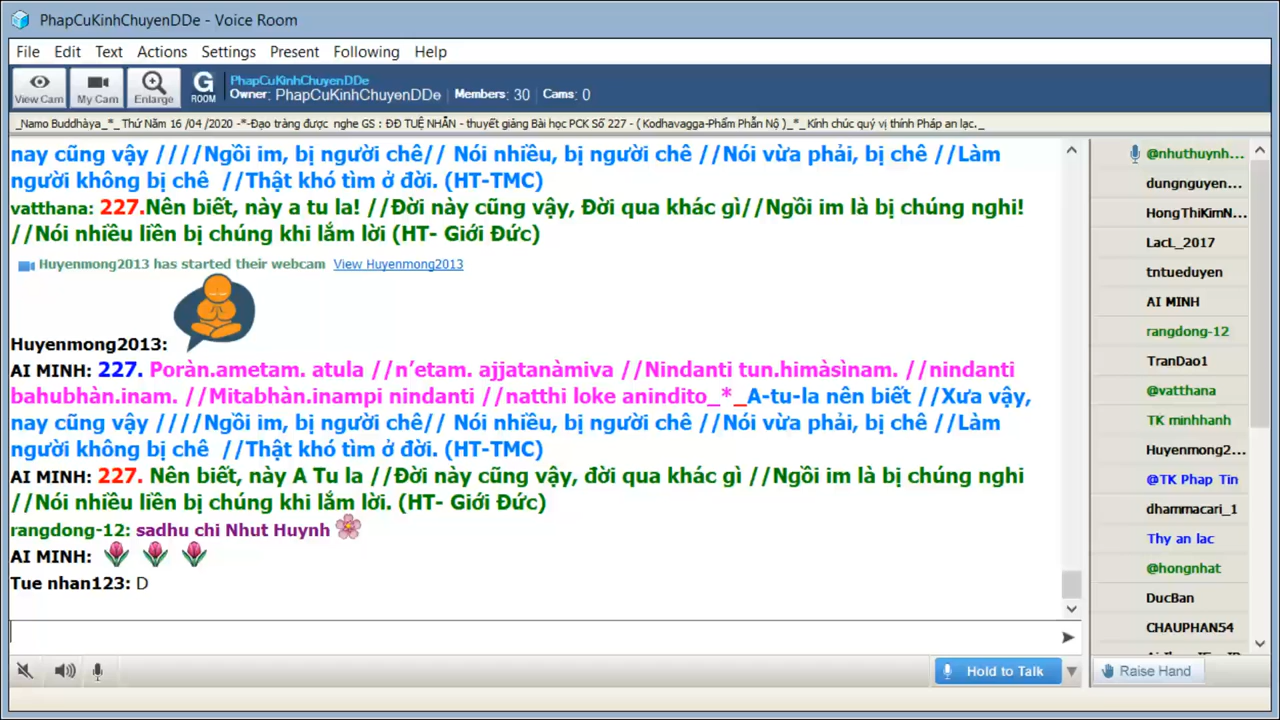 PhapCuKinhChuyenDDe - Voice Room
File Edit Text Actions Settings Present Following Help
View Cam My Cam Enlarge G ROOM
PhapCuKinhChuyenDDe
Owner: PhapCuKinhChuyenDDe Members: 30 Cams: 0
_Namo Buddhàya_*_ Thứ Năm 16 /04 /2020 -*-Đạo tràng được nghe GS : ĐĐ TUỆ NHẪN - thuyết giảng Bài học PCK Số 227 - ( Kodhavagga-Phẩm Phẫn Nộ )_*_ Kính chúc quý vị thính Pháp an lạc._
nay cũng vậy ////Ngồi im, bị người chê// Nói nhiều, bị người chê //Nói vừa phải, bị chê //Làm
người không bị chê //Thật khó tìm ở đời. (HT-TMC)
vatthana: 227.Nên biết, này a tu la! //Đời này cũng vậy, Đời qua khác gì//Ngồi im là bị chúng nghi!
//Nói nhiều liền bị chúng khi lắm lời (HT- Giới Đức)
Huyenmong2013 has started their webcam View Huyenmong2013
Huyenmong2013:
AI MINH: 227. Poràn.ametam. atula //n’etam. ajjatanàmiva //Nindanti tun.himàsìnam. //nindanti
bahubhàn.inam. //Mitabhàn.inampi nindanti //natthi loke anindito_*_A-tu-la nên biết //Xưa vậy,
nay cũng vậy ////Ngồi im, bị người chê// Nói nhiều, bị người chê //Nói vừa phải, bị chê //Làm
người không bị chê //Thật khó tìm ở đời. (HT-TMC)
AI MINH: 227. Nên biết, này A Tu la //Đời này cũng vậy, đời qua khác gì //Ngồi im là bị chúng nghi
//Nói nhiều liền bị chúng khi lắm lời. (HT- Giới Đức)
rangdong-12: sadhu chi Nhut Huynh
AI MINH:
Tue nhan123: D
@nhuthuynh...
dungnguyen...
HongThiKimN...
LacL_2017
tntueduyen
AI MINH
rangdong-12
TranDao1
@vatthana
TK minhhanh
Huyenmong2...
@TK Phap Tin
dhammacari_1
Thy an lac
@hongnhat
DucBan
CHAUPHAN54
Hold to Talk
Raise Hand